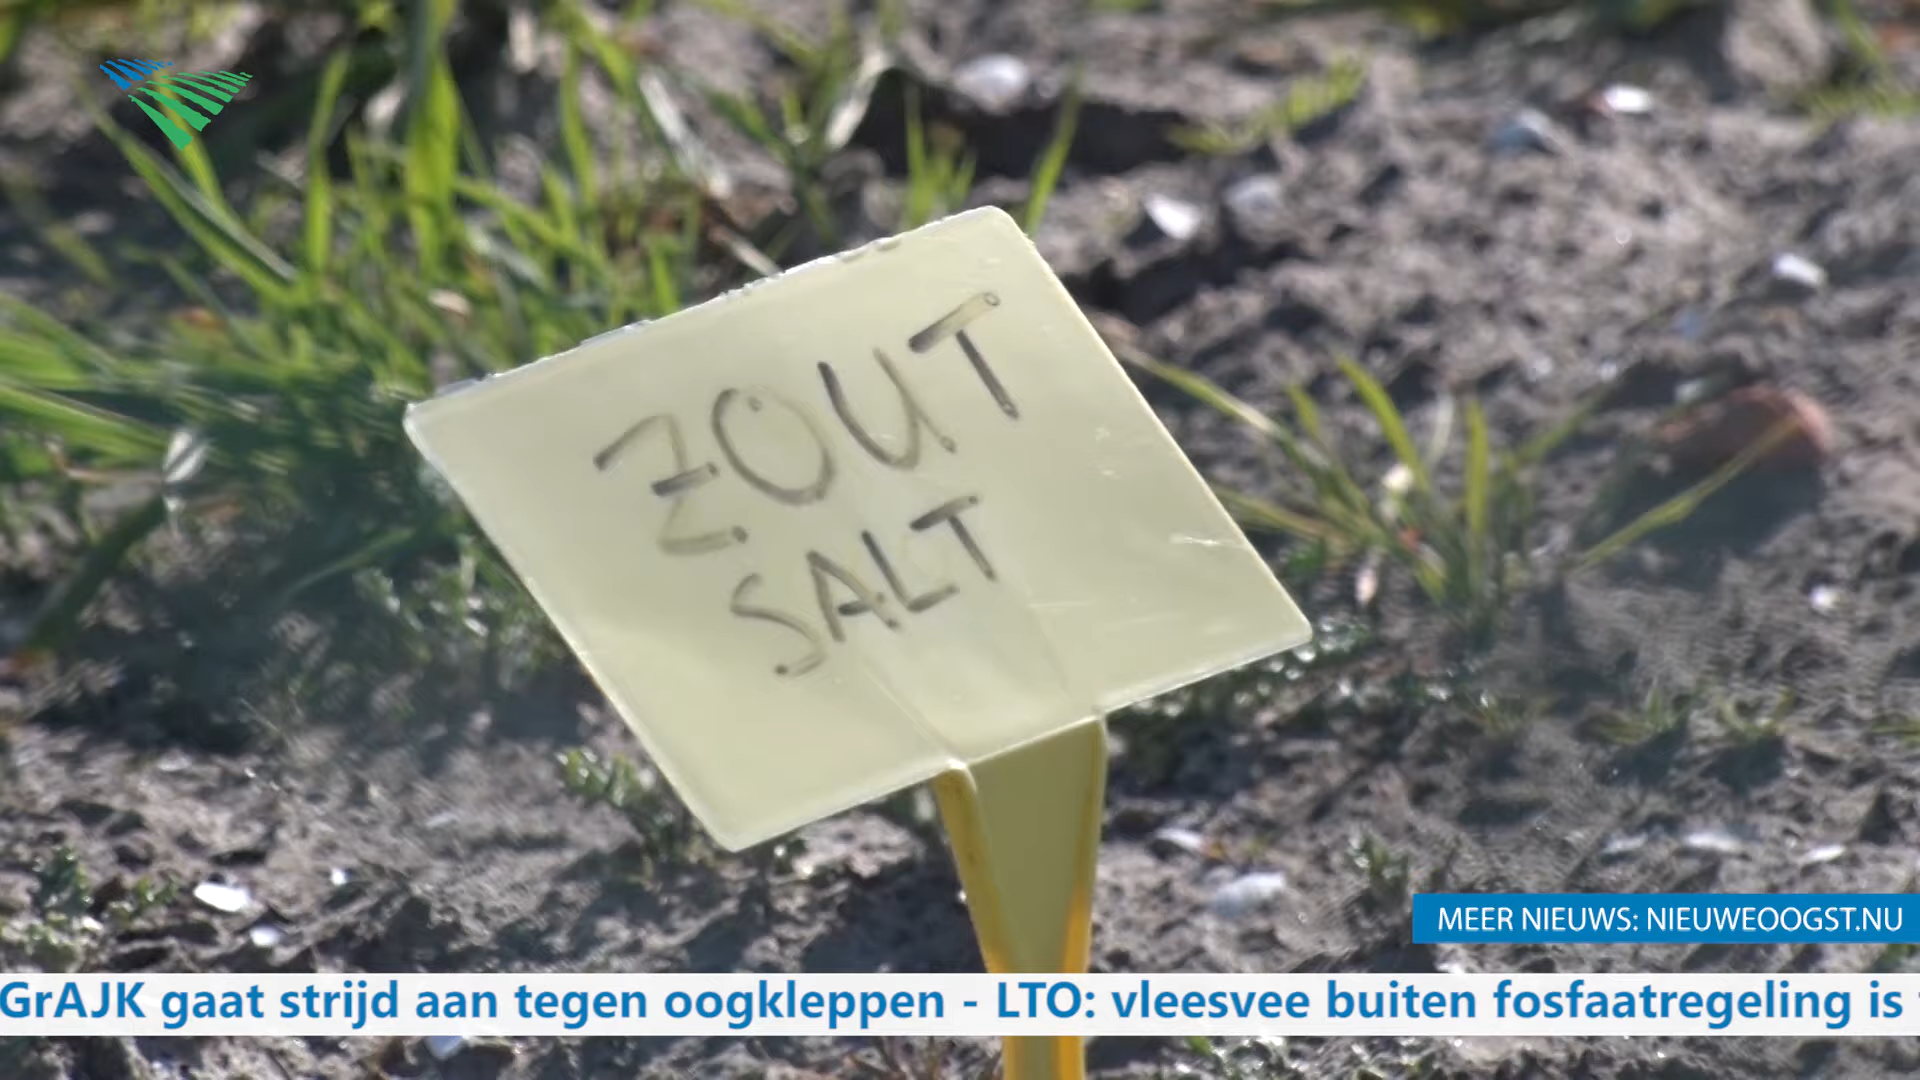 ZOUT
SALT
MEER NIEUWS: NIEUWEOOGST.NU
GrAJK gaat strijd aan tegen oogkleppen - LTO: vleesvee buiten fosfaatregeling is